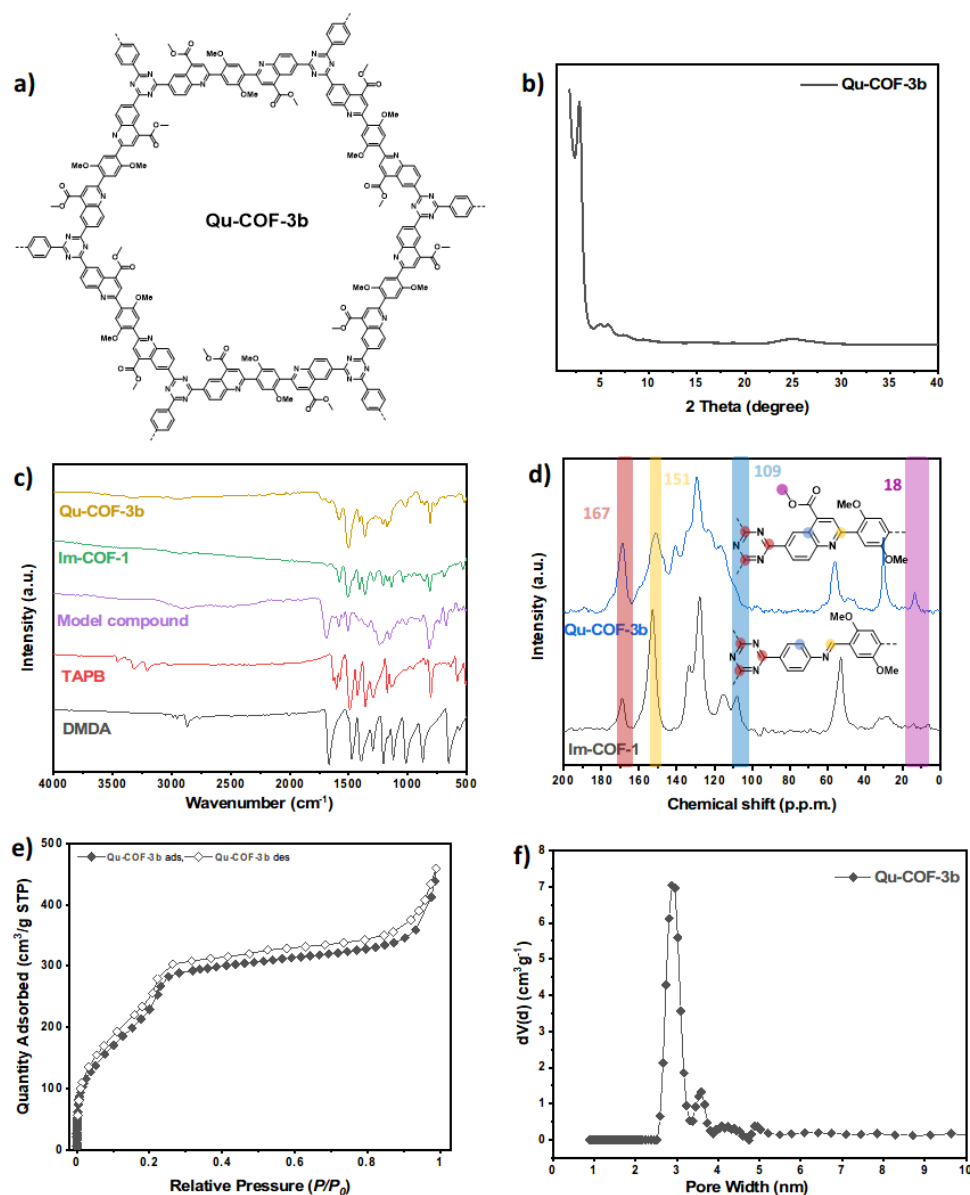 a)
Qu-COF-3b
b)
Qu-COF-3b
5 10 15 20 25 30 35 40
2 Theta (degree)
c)
Qu-COF-3b
Im-COF-1
Model compound
TAPB
DMDA
Intensity (a.u.)
4000 3500 3000 2500 2000 1500 1000 500
Wavenumber (cm-1)
d)
167
151
109
18
Intensity (a.u.)
MeO
OMe
Qu-COF-3b
MeO
OMe
Im-COF-1
200 180 160 140 120 100 80 60 40 20 0
Chemical shift (p.p.m.)
e)
Qu-COF-3b ads,
Qu-COF-3b des
Quantity Adsorbed (cm3/g STP)
500
400
300
200
100
0
0 0.2 0.4 0.6 0.8 1
Relative Pressure (P/P0)
f)
Qu-COF-3b
dV(d) (cm3g-1)
8
7
6
5
4
3
2
1
0
0 1 2 3 4 5 6 7 8 9 10
Pore Width (nm)